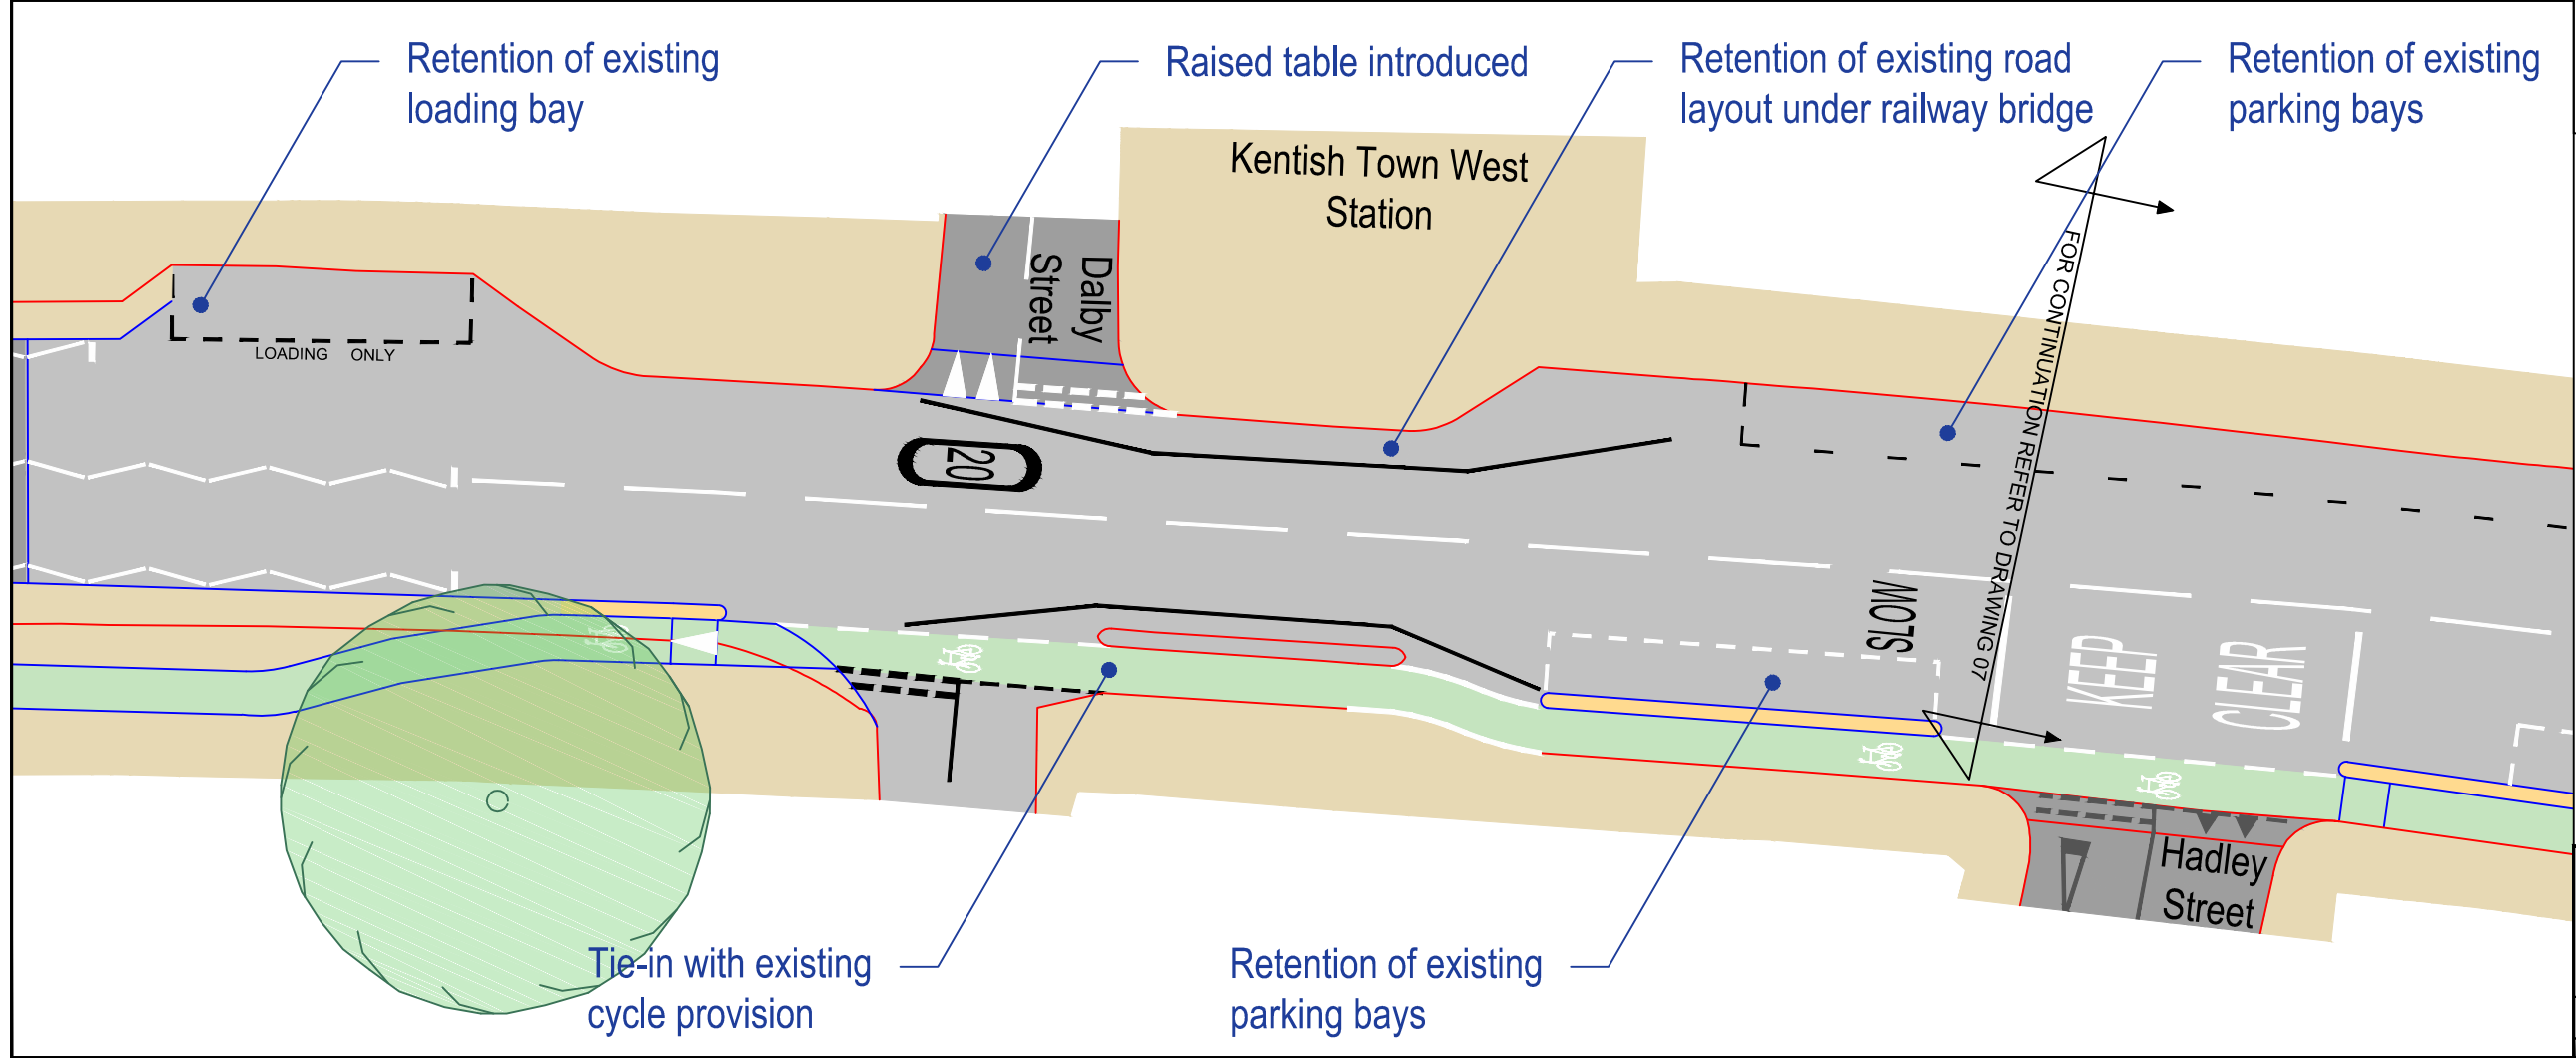 Retention of existing
loading bay
Raised table introduced
Retention of existing road
layout under railway bridge
Retention of existing
parking bays
Kentish Town West
Station
Dalby
Street
LOADING ONLY
20
FOR CONTINUATION REFER TO DRAWING 07
SLOW
KEEP
CLEAR
Hadley
Street
Tie-in with existing
cycle provision
Retention of existing
parking bays